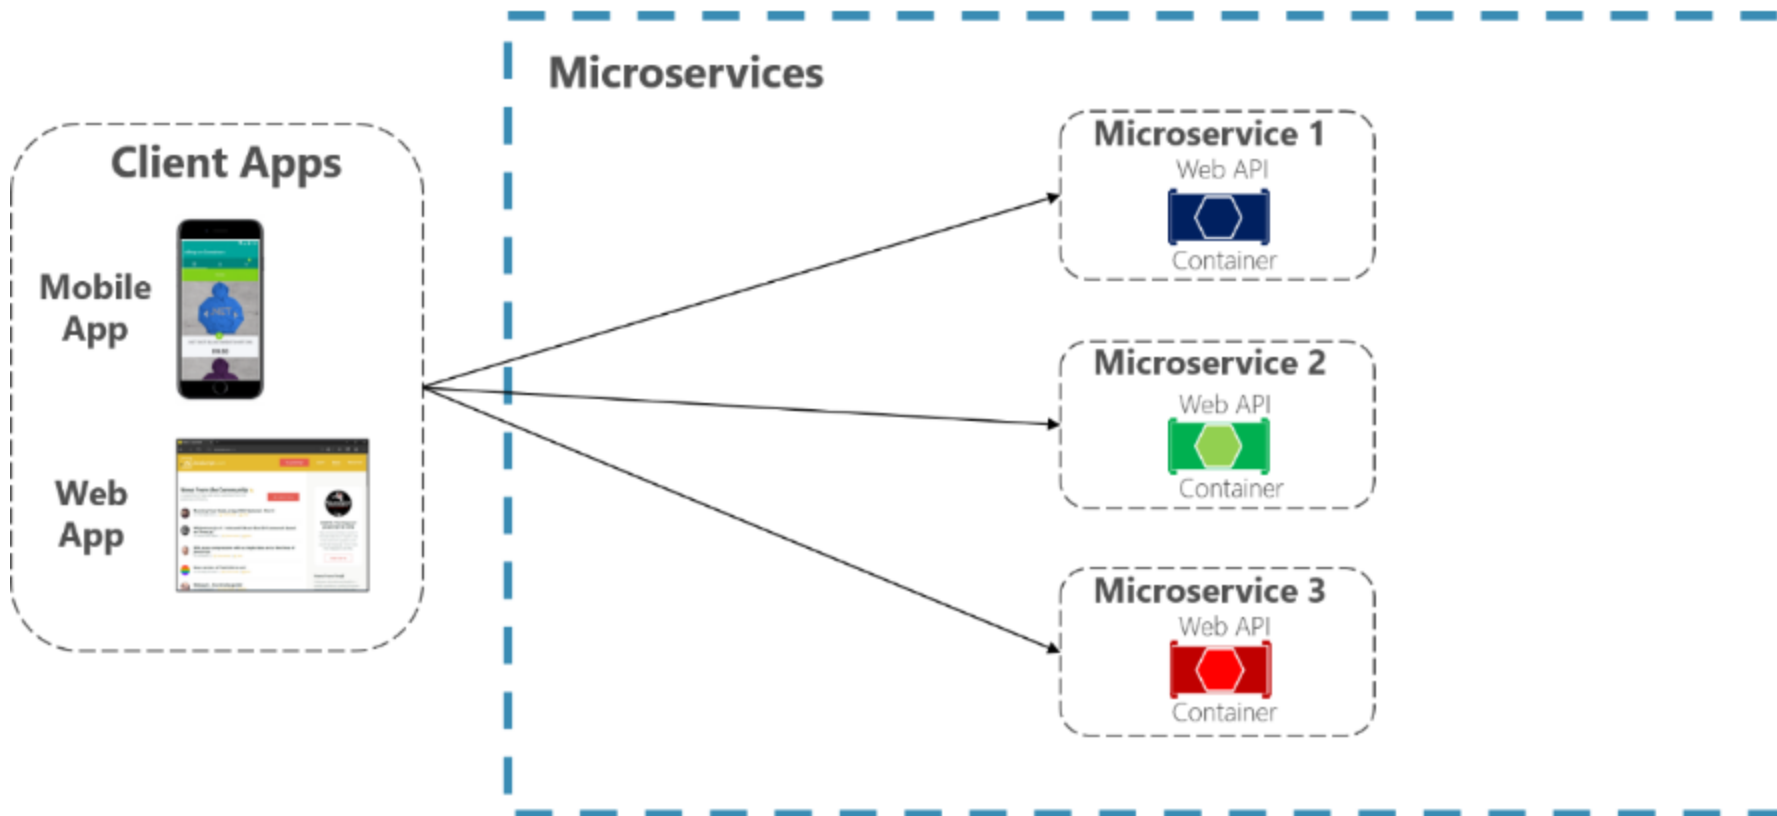 Microservices
Client Apps
Mobile
App
.NET
Web
App
Microservice 1
Web API
Container
Microservice 2
Web API
Container
Microservice 3
Web API
Container